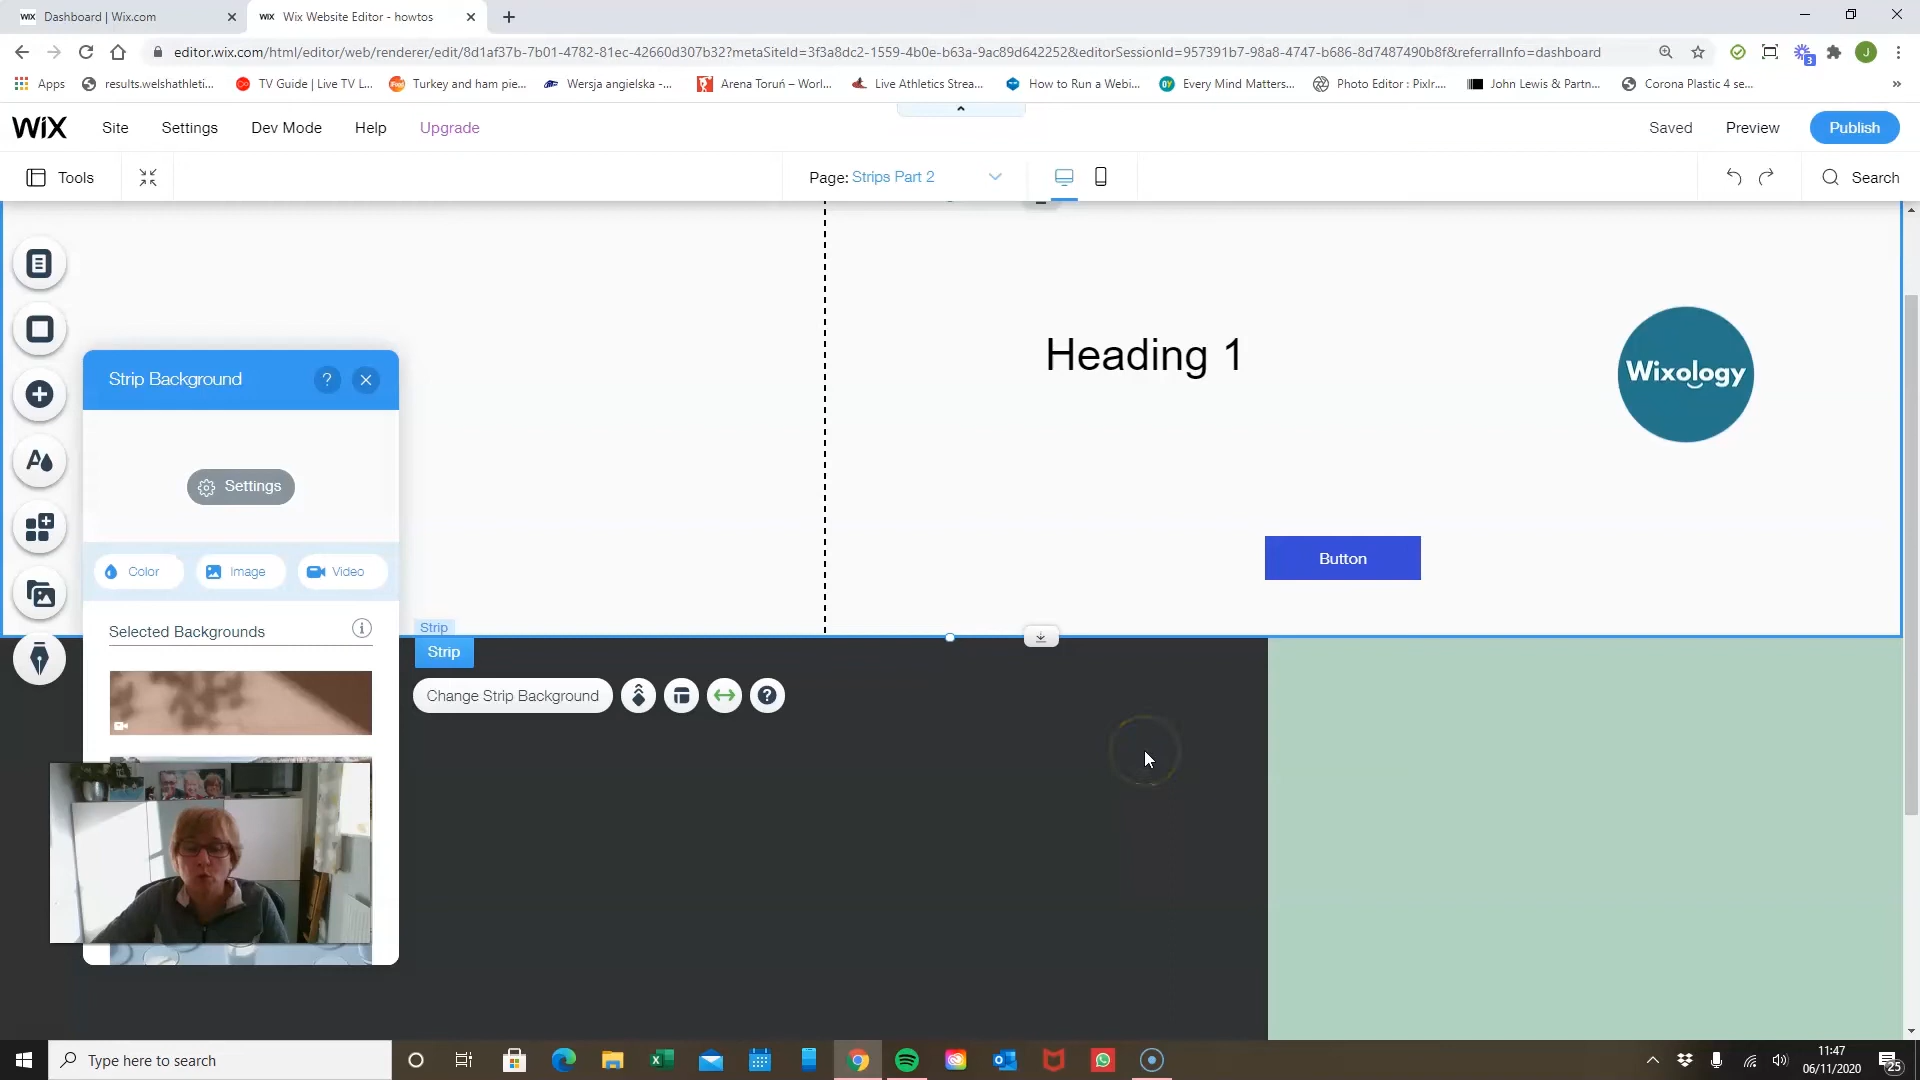 Dashboard | Wix.com
Wix Website Editor - howtos
editor.wix.com/html/editor/web/renderer/edit/8d1af37b-7b01-4782-81ec-42660d307b32?metaSiteId=3f3a8dc2-1559-4b0e-b63a-9ac89d642252&editorSessionId=957391b7-98a8-4747-b686-8d7487490b8f&referralInfo=dashboard
3
J
Apps
results.welshathleti...
TV Guide | Live TV L...
Turkey and ham pie...
Wersja angielska -...
Arena Toruń – Worl...
Live Athletics Strea...
How to Run a Webi...
Every Mind Matters...
Photo Editor : Pixlr....
John Lewis & Partn...
Corona Plastic 4 se...
»
WiX
Site
Settings
Dev Mode
Help
Upgrade
Saved
Preview
Publish
Tools
Page: Strips Part 2
Search
Heading 1
Wixology
Button
Strip Background
?
Settings
Color
Image
Video
Selected Backgrounds
Strip
Strip
Change Strip Background
?
Type here to search
11:47
06/11/2020
25